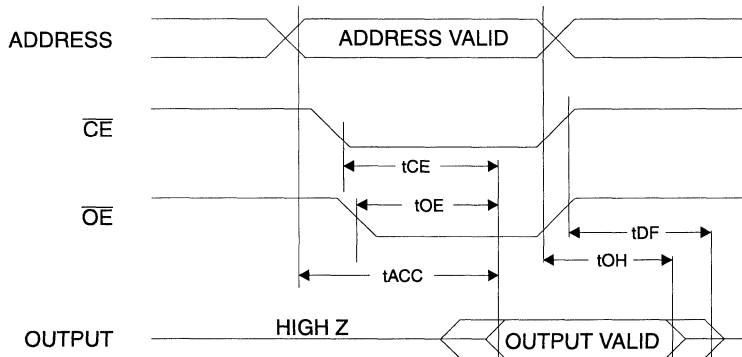 ADDRESS
ADDRESS VALID
CE
tCE
OE
tOE
tDF
tOH
tACC
HIGH Z
OUTPUT
OUTPUT VALID